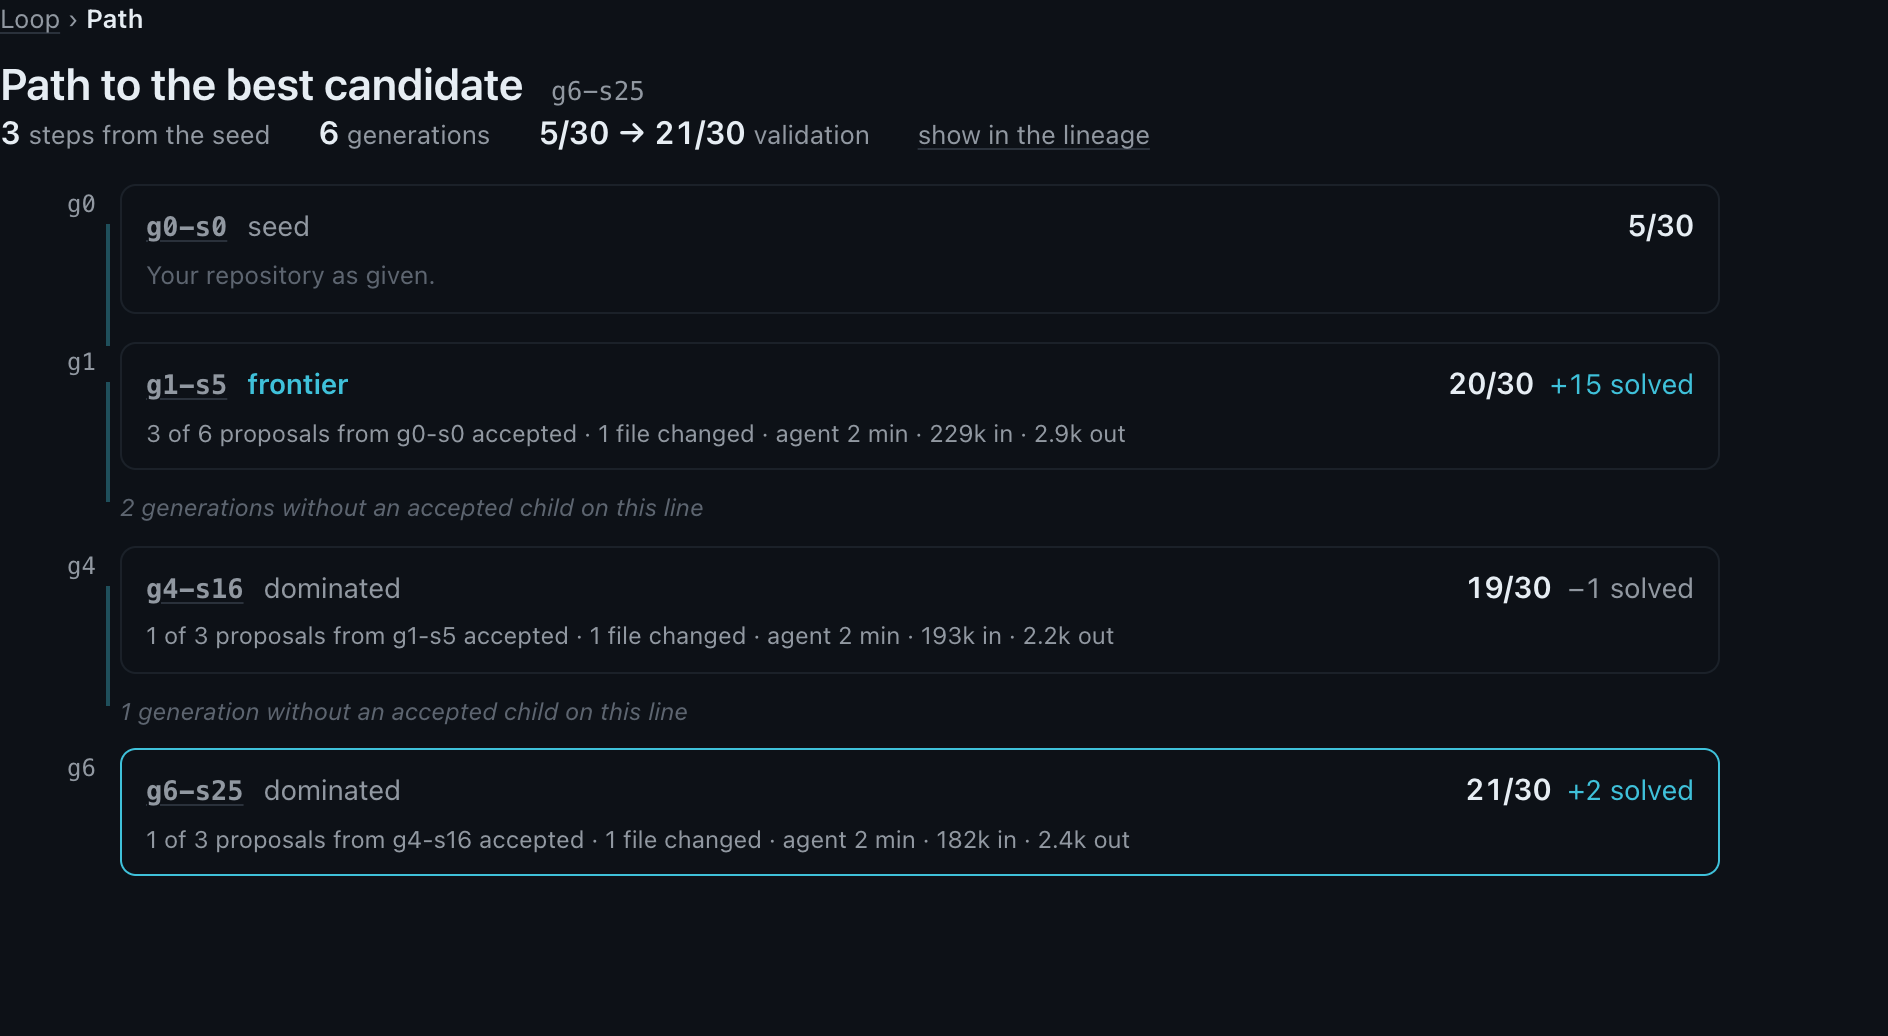 Loop › Path
Path to the best candidate g6-s25
3 steps from the seed 6 generations 5/30 → 21/30 validation show in the lineage
g0
g0-s0 seed 5/30
Your repository as given.
g1
g1-s5 frontier 20/30 +15 solved
3 of 6 proposals from g0-s0 accepted · 1 file changed · agent 2 min · 229k in · 2.9k out
2 generations without an accepted child on this line
g4
g4-s16 dominated 19/30 −1 solved
1 of 3 proposals from g1-s5 accepted · 1 file changed · agent 2 min · 193k in · 2.2k out
1 generation without an accepted child on this line
g6
g6-s25 dominated 21/30 +2 solved
1 of 3 proposals from g4-s16 accepted · 1 file changed · agent 2 min · 182k in · 2.4k out